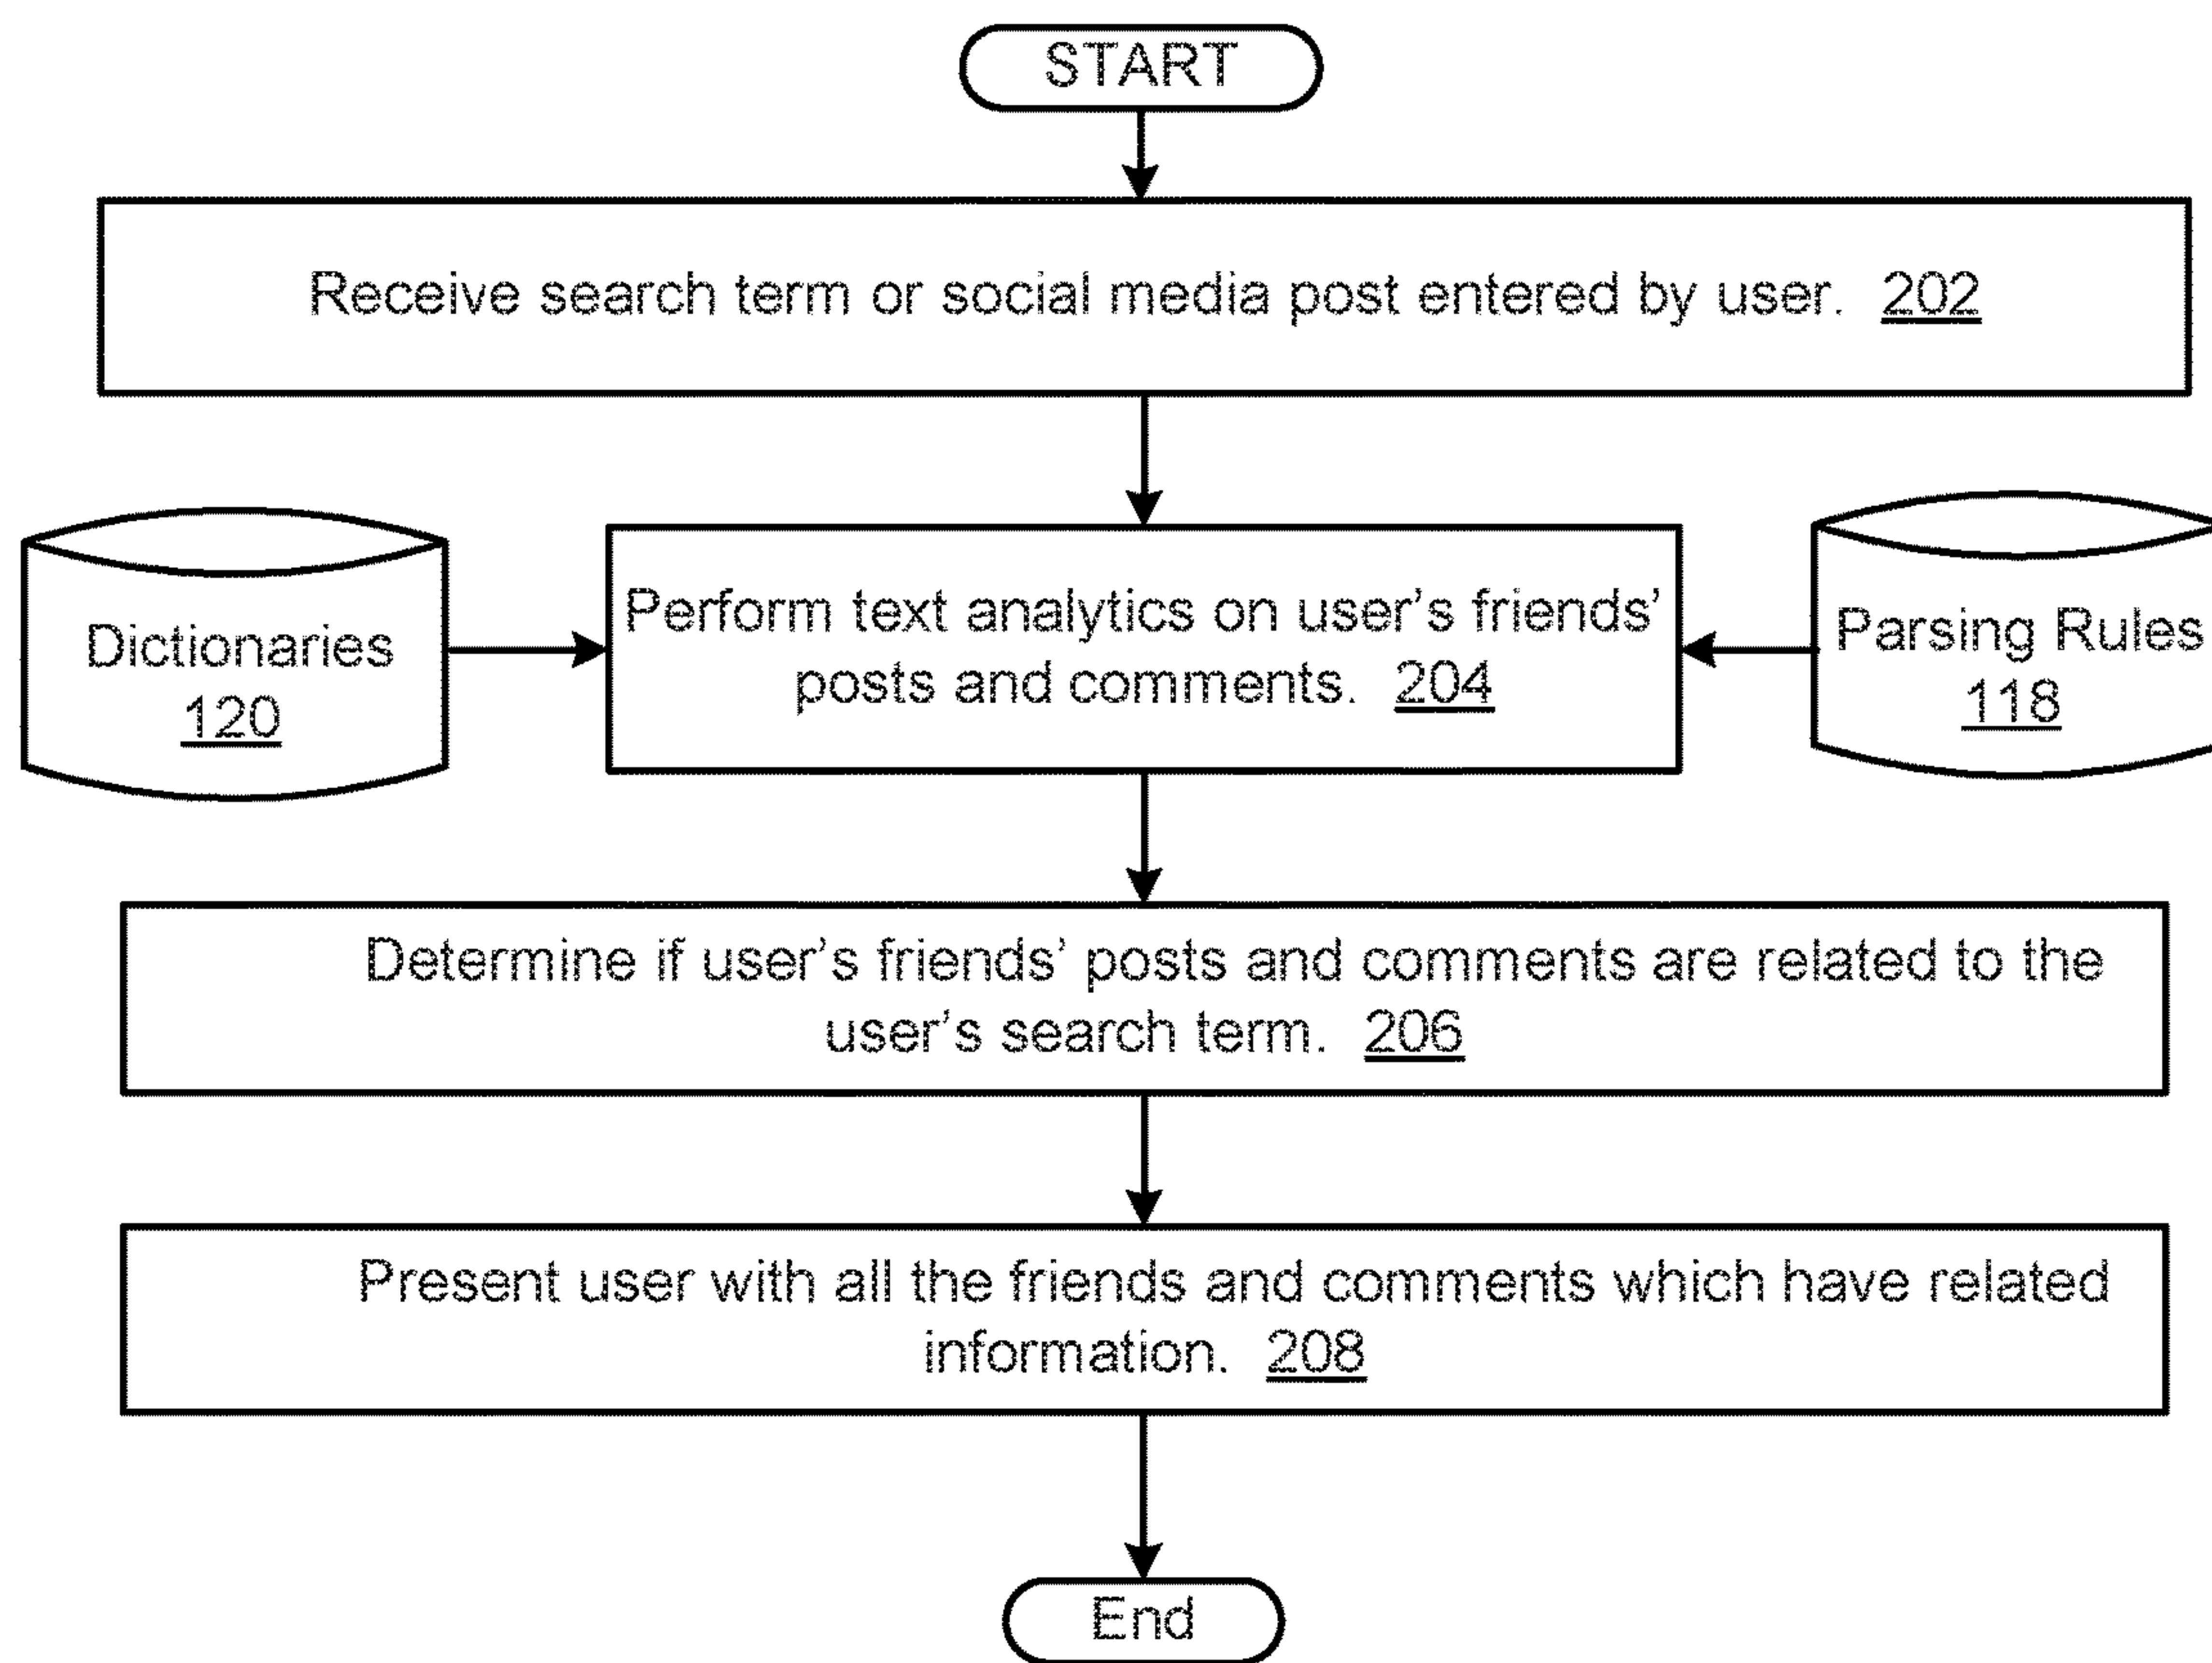 START
Receive search term or social media post entered by user. 202
Dictionaries
120
Perform text analytics on user's friends'
posts and comments. 204
Parsing Rules
118
Determine if user's friends' posts and comments are related to the
user's search term. 206
Present user with all the friends and comments which have related
information. 208
End